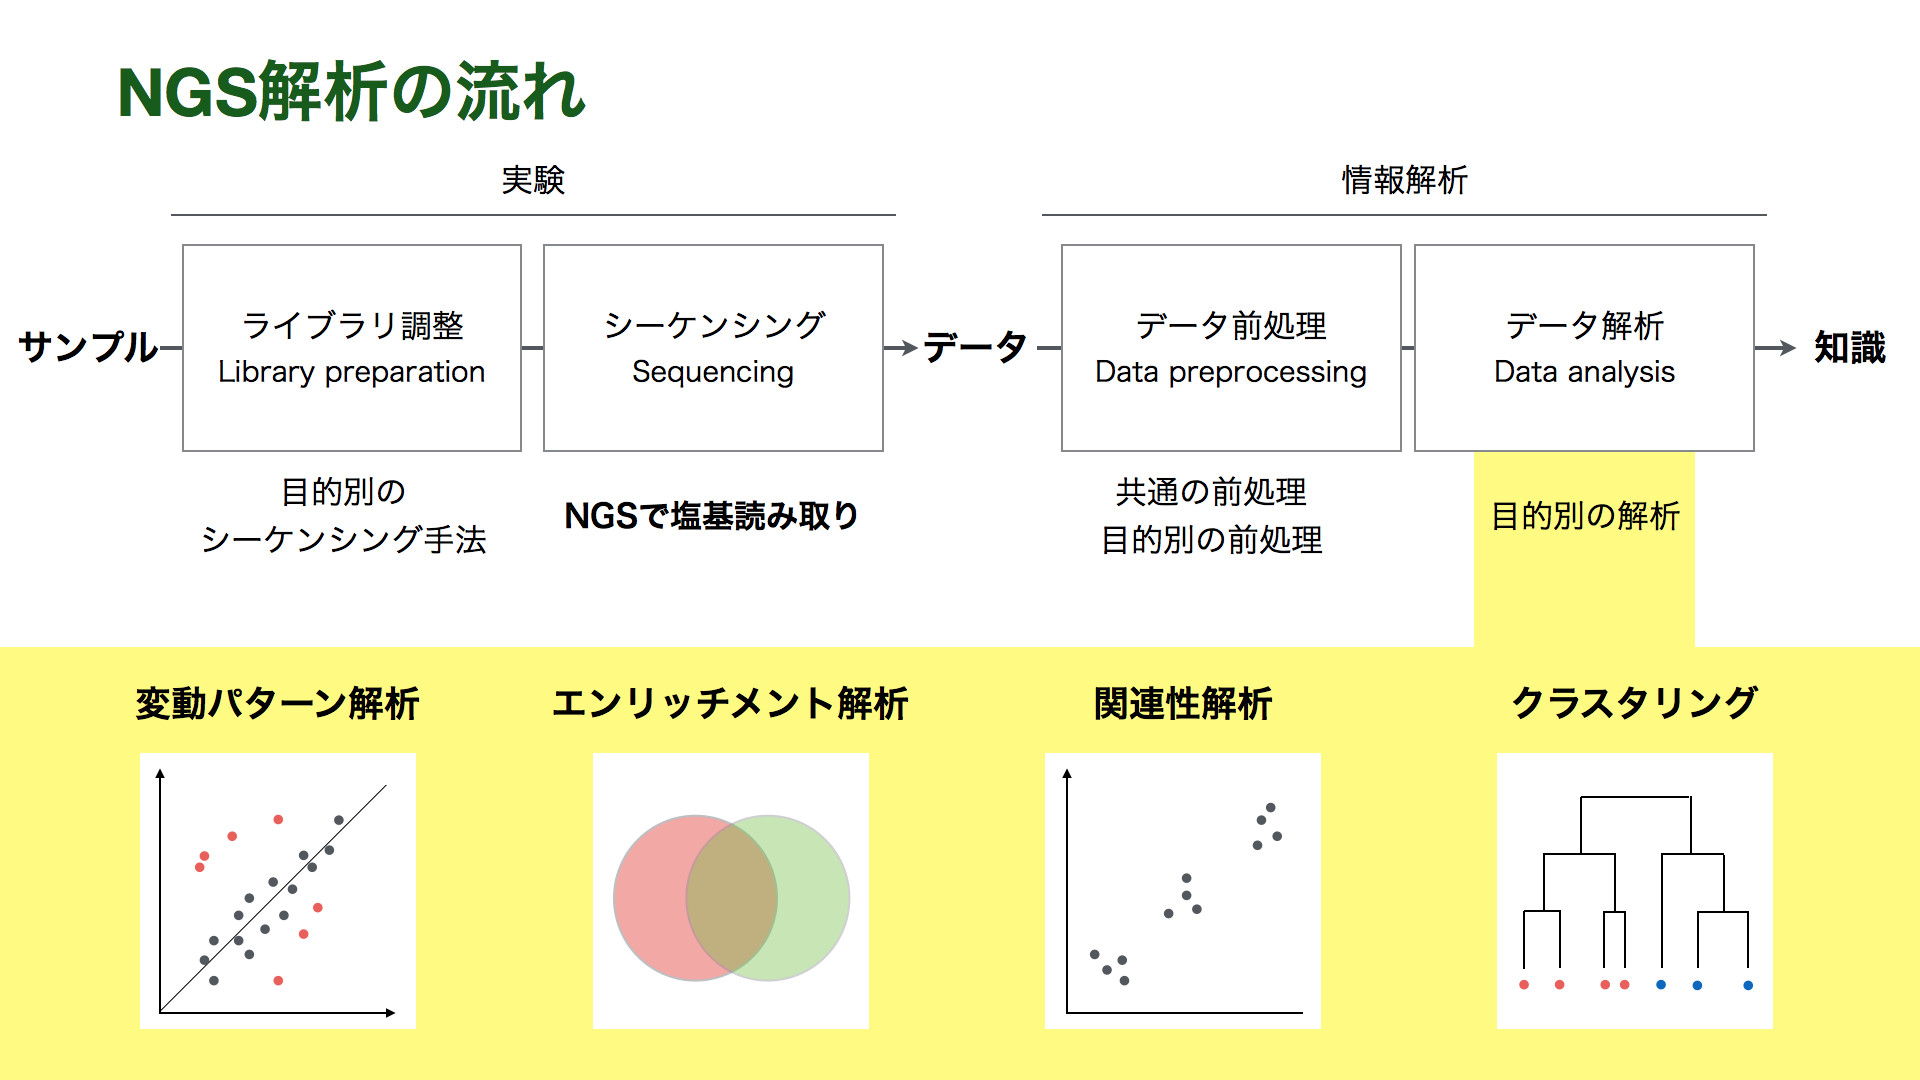 NGS解析の流れ
実験
情報解析
サンプル
ライブラリ調整
Library preparation
シーケンシング
Sequencing
データ
データ前処理
Data preprocessing
データ解析
Data analysis
知識
目的別の
シーケンシング手法
NGSで塩基読み取り
共通の前処理
目的別の前処理
目的別の解析
変動パターン解析
エンリッチメント解析
関連性解析
クラスタリング